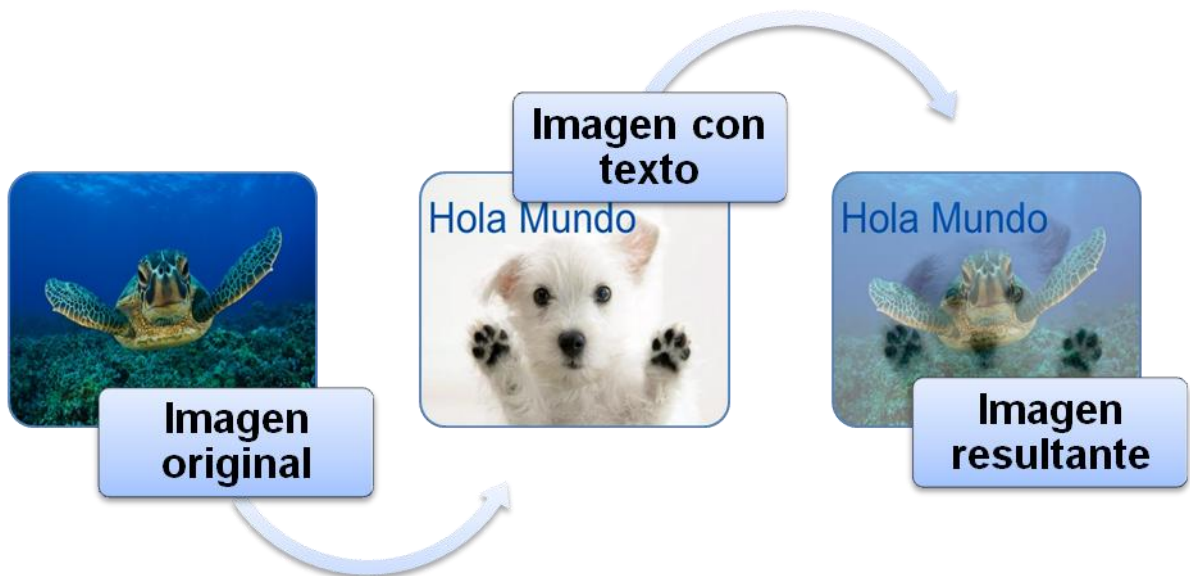 Imagen con
texto
Hola Mundo
Hola Mundo
Imagen
original
Imagen
resultante